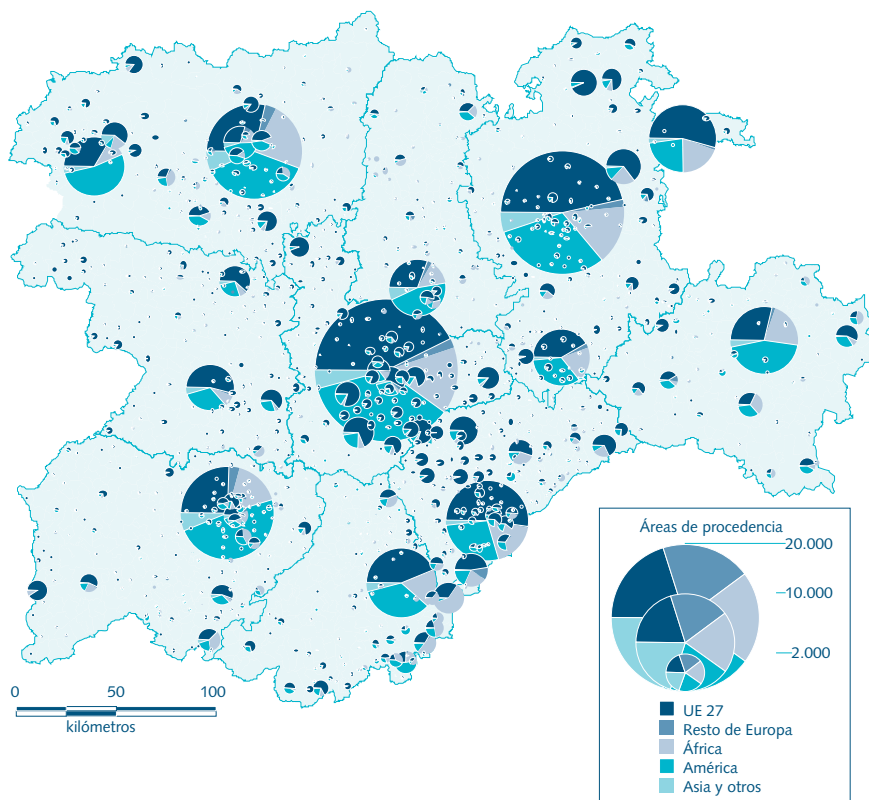 Áreas de procedencia
20.000
10.000
2.000
0 50 100
kilómetros
UE 27
Resto de Europa
África
América
Asia y otros